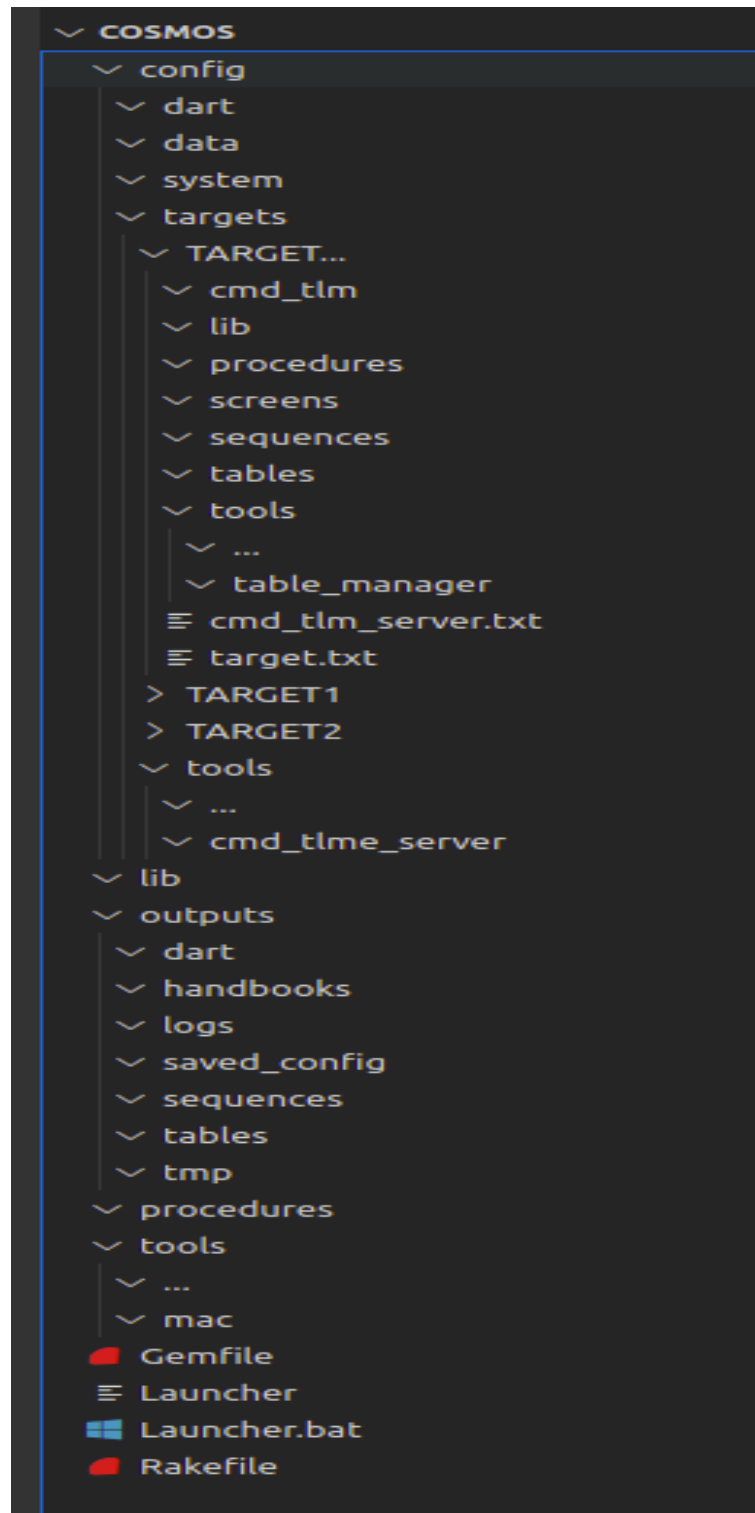 COSMOS
config
dart
data
system
targets
TARGET...
cmd_tlm
lib
procedures
screens
sequences
tables
tools
...
table_manager
cmd_tlm_server.txt
target.txt
TARGET1
TARGET2
tools
...
cmd_tlme_server
lib
outputs
dart
handbooks
logs
saved_config
sequences
tables
tmp
procedures
tools
...
mac
Gemfile
Launcher
Launcher.bat
Rakefile